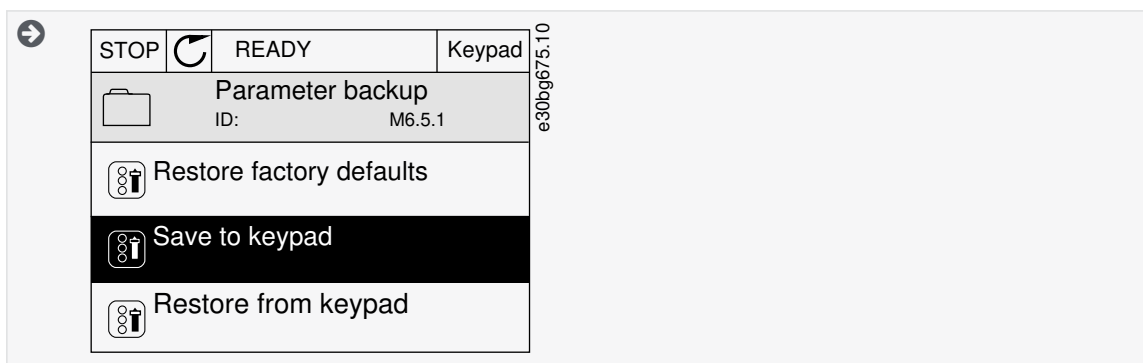 STOP READY Keypad
Parameter backup
ID: M6.5.1
Restore factory defaults
Save to keypad
Restore from keypad
e30bg675.10